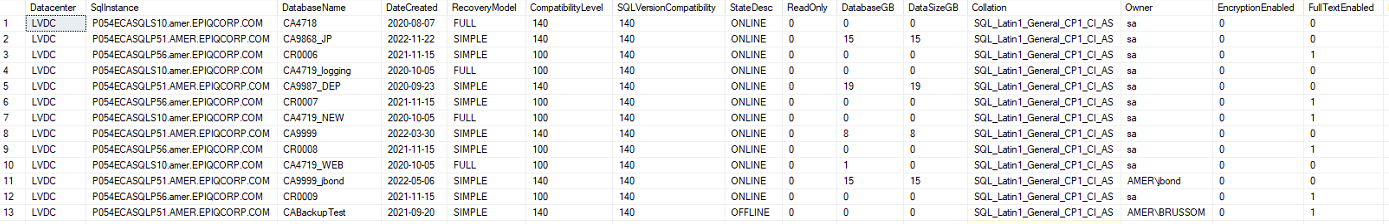 Datacenter SqlInstance DatabaseName DateCreated RecoveryModel CompatibilityLevel SQLVersionCompatibility StateDesc ReadOnly DatabaseGB DataSizeGB Collation Owner EncryptionEnabled FullTextEnabled
1 LVDC P054ECASQLS10.amer.EPIQCORP.COM CA4718 2020-08-07 FULL 140 140 ONLINE 0 0 0 SQL_Latin1_General_CP1_CI_AS sa 0 0
2 LVDC P054ECASQLP51.AMER.EPIQCORP.COM CA9868_JP 2022-11-22 SIMPLE 140 140 ONLINE 0 15 15 SQL_Latin1_General_CP1_CI_AS sa 0 0
3 LVDC P054ECASQLP56.amer.EPIQCORP.COM CR0006 2021-11-15 SIMPLE 100 140 ONLINE 0 0 0 SQL_Latin1_General_CP1_CI_AS sa 0 1
4 LVDC P054ECASQLS10.amer.EPIQCORP.COM CA4719_logging 2020-10-05 FULL 100 140 ONLINE 0 0 0 SQL_Latin1_General_CP1_CI_AS sa 0 0
5 LVDC P054ECASQLP51.AMER.EPIQCORP.COM CA9987_DEP 2020-09-23 SIMPLE 140 140 ONLINE 0 19 19 SQL_Latin1_General_CP1_CI_AS sa 0 0
6 LVDC P054ECASQLP56.amer.EPIQCORP.COM CR0007 2021-11-15 SIMPLE 100 140 ONLINE 0 0 0 SQL_Latin1_General_CP1_CI_AS sa 0 1
7 LVDC P054ECASQLS10.amer.EPIQCORP.COM CA4719_NEW 2020-10-05 FULL 100 140 ONLINE 0 0 0 SQL_Latin1_General_CP1_CI_AS sa 0 1
8 LVDC P054ECASQLP51.AMER.EPIQCORP.COM CA9999 2022-03-30 SIMPLE 140 140 ONLINE 0 8 8 SQL_Latin1_General_CP1_CI_AS sa 0 0
9 LVDC P054ECASQLP56.amer.EPIQCORP.COM CR0008 2021-11-15 SIMPLE 100 140 ONLINE 0 0 0 SQL_Latin1_General_CP1_CI_AS sa 0 1
10 LVDC P054ECASQLS10.amer.EPIQCORP.COM CA4719_WEB 2020-10-05 FULL 100 140 ONLINE 0 1 0 SQL_Latin1_General_CP1_CI_AS sa 0 0
11 LVDC P054ECASQLP51.AMER.EPIQCORP.COM CA9999_jbond 2022-05-06 SIMPLE 140 140 ONLINE 0 15 15 SQL_Latin1_General_CP1_CI_AS AMER\jbond 0 0
12 LVDC P054ECASQLP56.amer.EPIQCORP.COM CR0009 2021-11-15 SIMPLE 100 140 ONLINE 0 0 0 SQL_Latin1_General_CP1_CI_AS sa 0 1
13 LVDC P054ECASQLP51.AMER.EPIQCORP.COM CABackupTest 2021-09-20 SIMPLE 140 140 OFFLINE 0 0 0 SQL_Latin1_General_CP1_CI_AS AMER\BRUSSOM 0 1